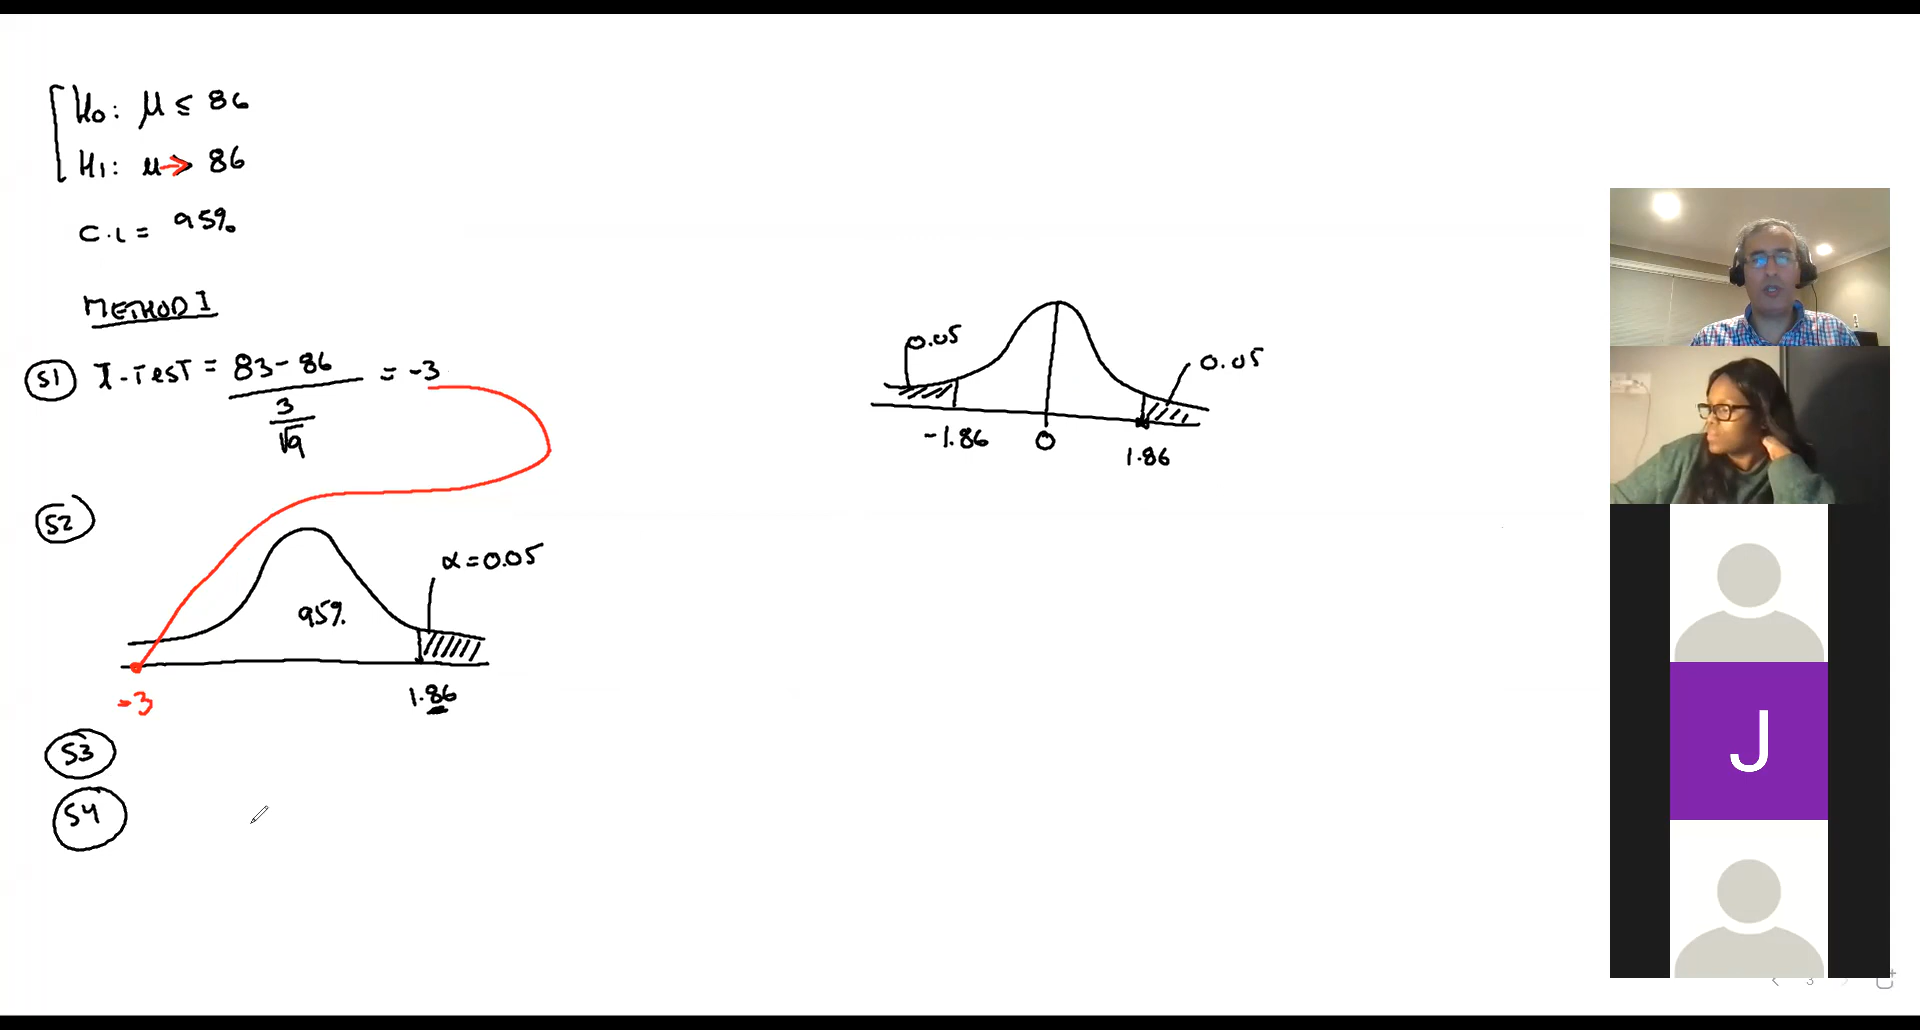 H0: μ ≤ 86
H1: μ > 86
C.L = 95%
METHOD I
S1 T-TesT = 83-86 / 3/√9 = -3
0.05
0.05
-1.86 0 1.86
S2
α=0.05
95%
-3 1.86
S3
S4
J
3